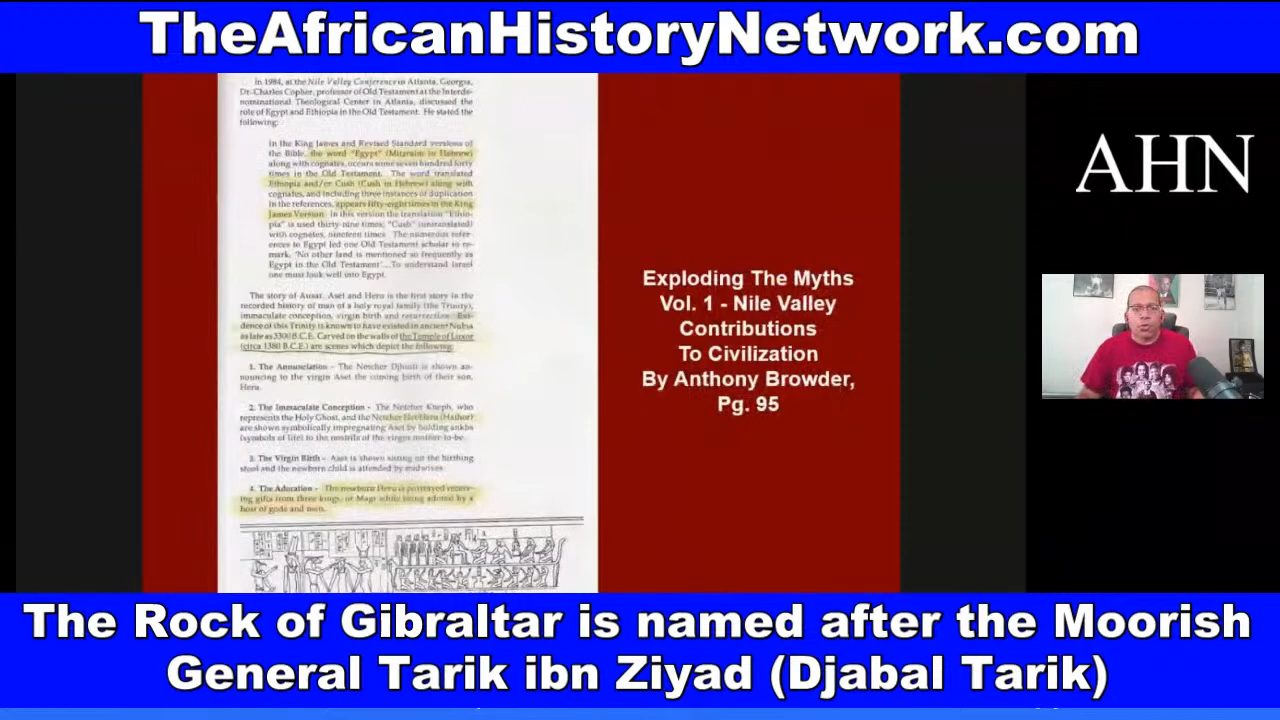 TheAfricanHistoryNetwork.com
In 1984, at the Nile Valley Conference in Atlanta, Georgia,
Dr. Charles Copher, professor of Old Testament at the Interde-
nominational Theological Center in Atlanta, discussed the
role of Egypt and Ethiopia in the Old Testament. He stated the
following:
In the King James and Revised Standard versions of
the Bible, the word "Egypt" (Mitzraim in Hebrew)
along with cognates, occurs some seven hundred forty
times in the Old Testament. The word translated
Ethiopia and/or Cush (Cush in Hebrew) along with
cognates, and including three instances of duplication
in the references, appears fifty-eight times in the King
James Version. In this version the translation "Ethio-
pia" is used thirty-nine times; "Cush" (untranslated)
with cognates, nineteen times. The numerous refer-
ences to Egypt led one Old Testament scholar to re-
mark, 'No other land is mentioned so frequently as
Egypt in the Old Testament'...To understand Israel
one must look well into Egypt.
The story of Ausar, Aset and Heru is the first story in the
recorded history of man of a holy royal family (the Trinity),
immaculate conception, virgin birth and resurrection. Evi-
dence of this Trinity is known to have existed in ancient Nubia
as late as 3300 B.C.E. Carved on the walls of the Temple of Luxor
(circa 1380 B.C.E.) are scenes which depict the following:
1. The Annunciation - The Netcher Djhuiti is shown an-
nouncing to the virgin Aset the coming birth of their son,
Heru.
2. The Immaculate Conception - The Netcher Kneph, who
represents the Holy Ghost, and the Netcher Het-Heru (Hathor)
are shown symbolically impregnating Aset by holding ankhs
(symbols of life) to the nostrils of the virgin mother-to-be.
3. The Virgin Birth - Aset is shown sitting on the birthing
stool and the newborn child is attended by midwives.
4. The Adoration - The newborn Heru is portrayed receiv-
ing gifts from three kings, or Magi while being adored by a
host of gods and men.
Exploding The Myths
Vol. 1 - Nile Valley
Contributions
To Civilization
By Anthony Browder,
Pg. 95
AHN
The Rock of Gibraltar is named after the Moorish
General Tarik ibn Ziyad (Djabal Tarik)